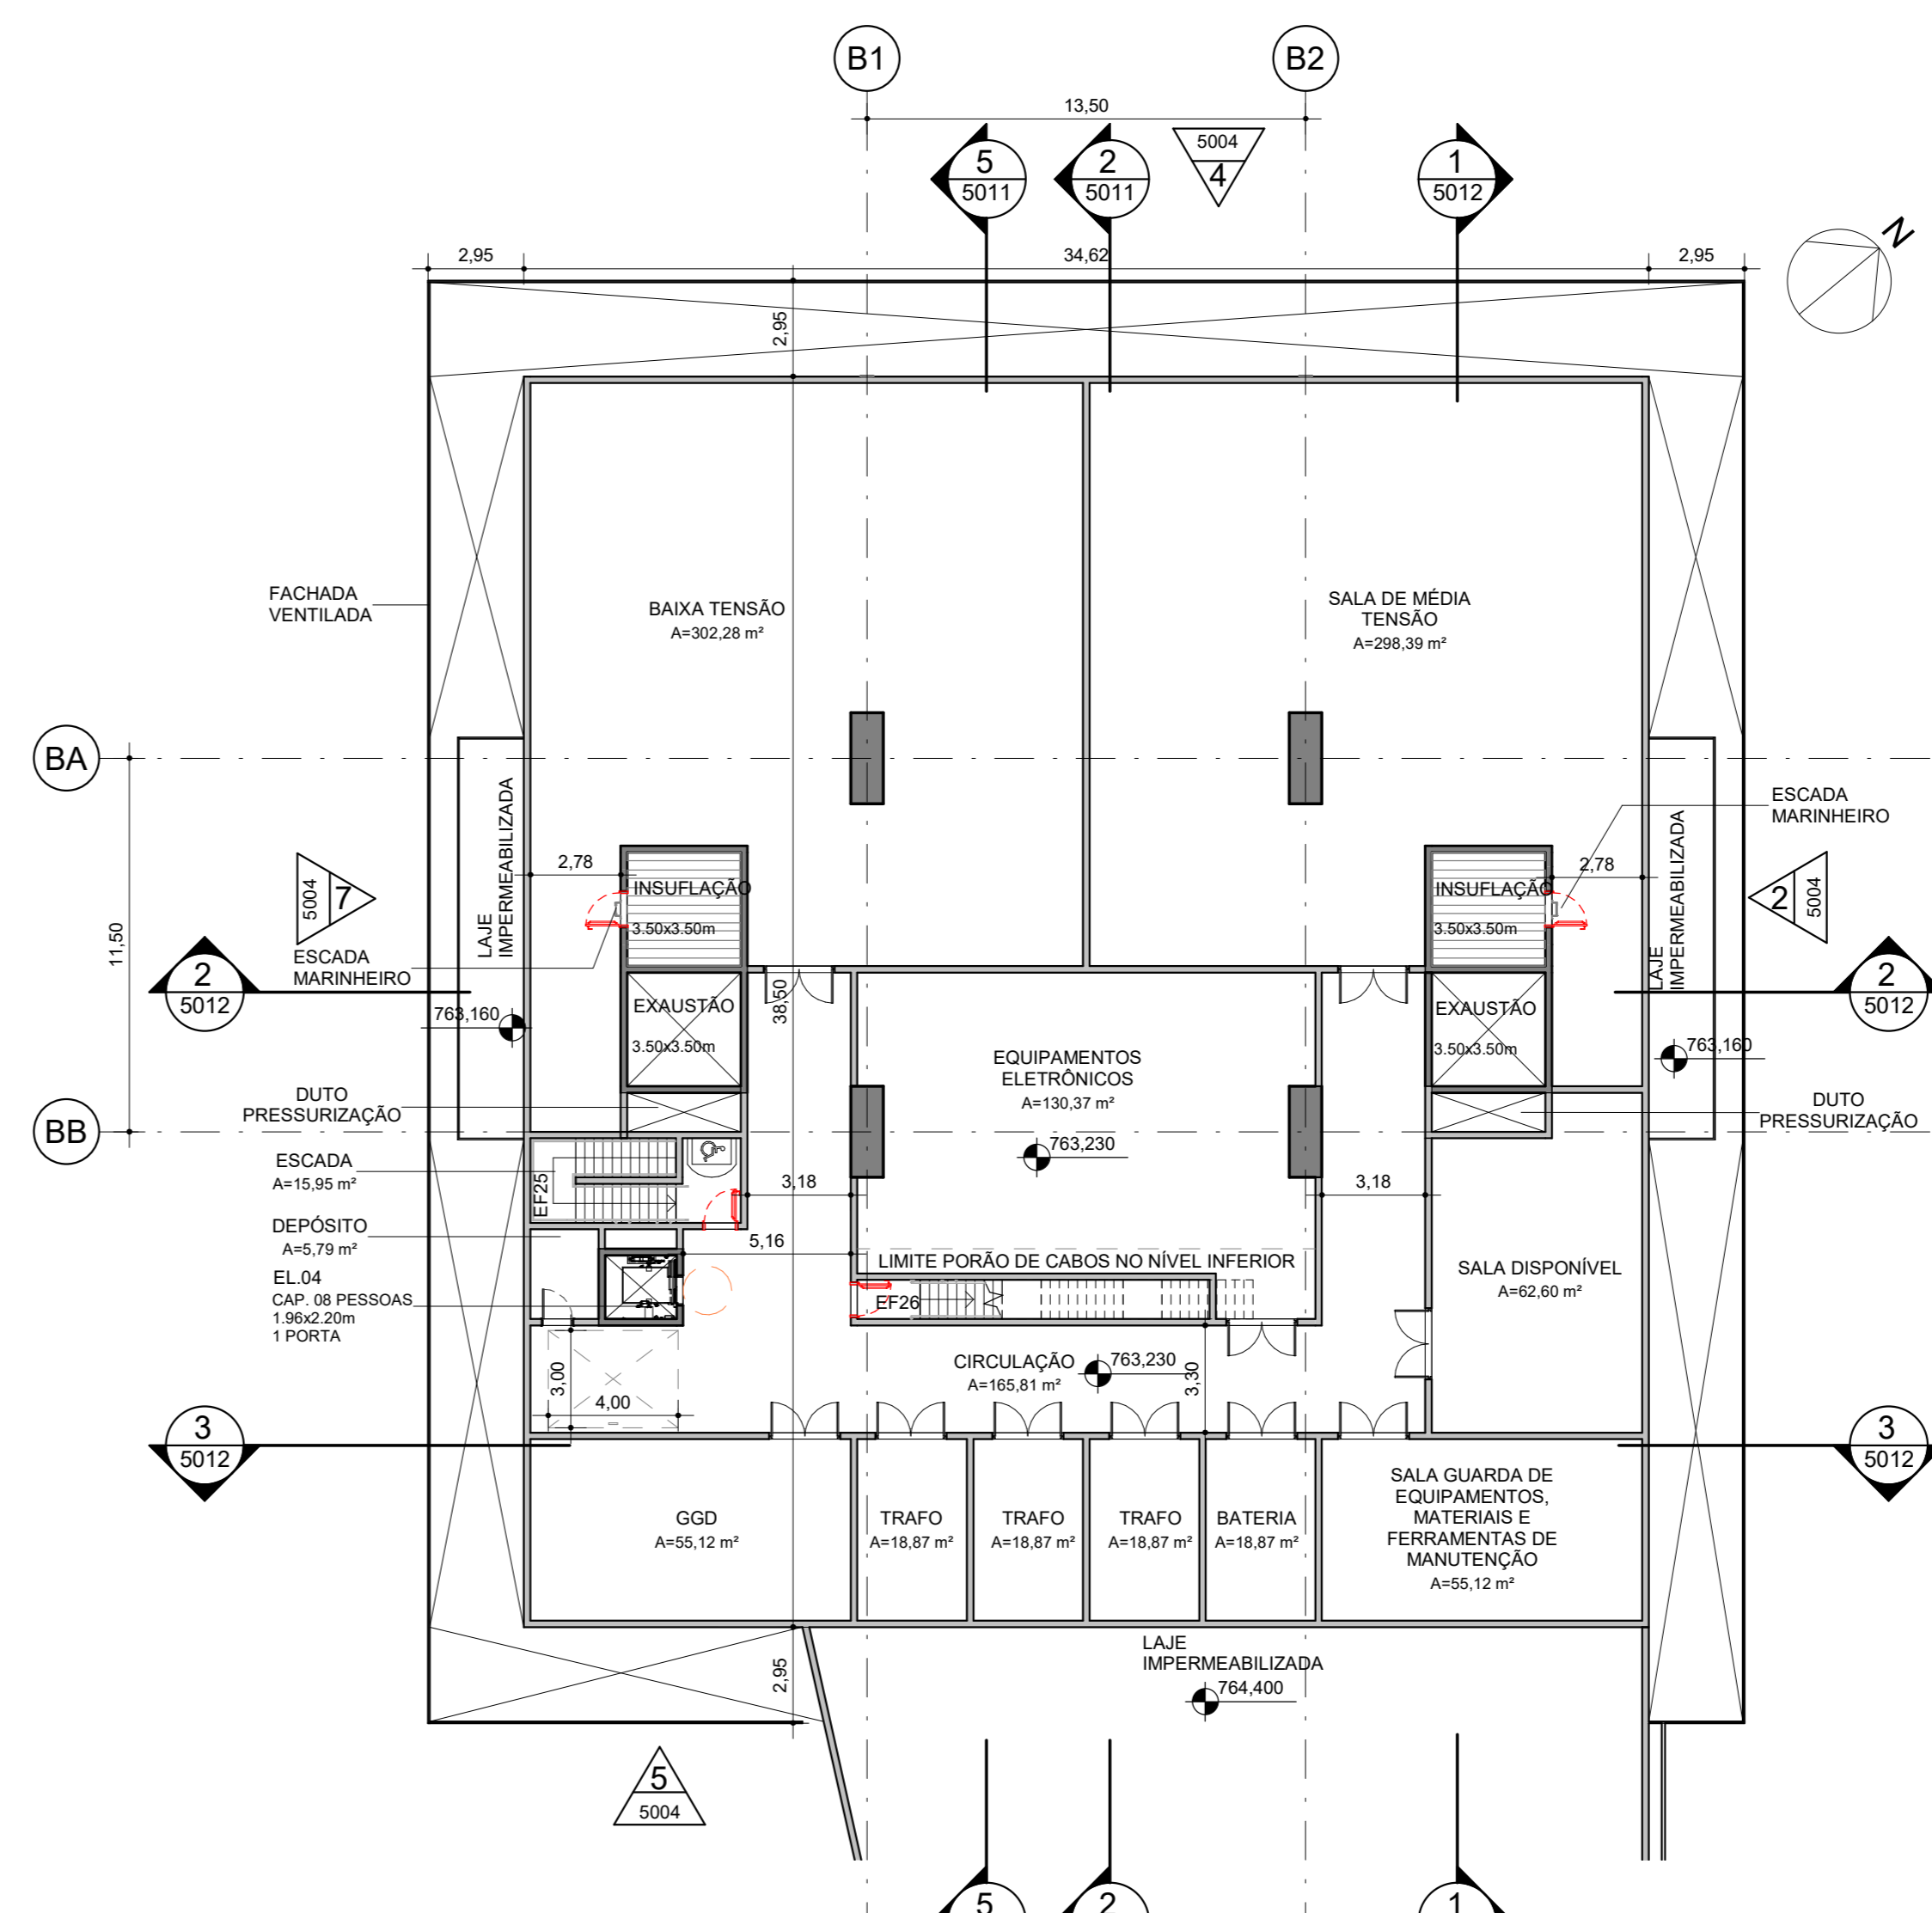 B1
B2
13,50
5
5011
2
5011
5004
4
1
5012
N
2,95
34,62
2,95
2,95
FACHADA
VENTILADA
BAIXA TENSÃO
A=302,28 m²
SALA DE MÉDIA
TENSÃO
A=298,39 m²
BA
LAJE
IMPERMEABILIZADA
ESCADA
MARINHEIRO
LAJE
IMPERMEABILIZADA
2,78
2,78
5004
7
INSUFLAÇÃO
3.50x3.50m
INSUFLAÇÃO
3.50x3.50m
2
5004
11,50
ESCADA
MARINHEIRO
2
5012
38,50
EXAUSTÃO
3.50x3.50m
EXAUSTÃO
3.50x3.50m
2
5012
763,160
763,160
EQUIPAMENTOS
ELETRÔNICOS
A=130,37 m²
763,230
DUTO
PRESSURIZAÇÃO
DUTO
PRESSURIZAÇÃO
BB
ESCADA
A=15,95 m²
EF25
3,18
3,18
DEPÓSITO
A=5,79 m²
5,16
LIMITE PORÃO DE CABOS NO NÍVEL INFERIOR
EL.04
CAP. 08 PESSOAS
1.96x2.20m
1 PORTA
EF26
SALA DISPONÍVEL
A=62,60 m²
CIRCULAÇÃO
A=165,81 m²
763,230
3,30
3,00
4,00
3
5012
3
5012
GGD
A=55,12 m²
TRAFO
A=18,87 m²
TRAFO
A=18,87 m²
TRAFO
A=18,87 m²
BATERIA
A=18,87 m²
SALA GUARDA DE
EQUIPAMENTOS,
MATERIAIS E
FERRAMENTAS DE
MANUTENÇÃO
A=55,12 m²
2,95
LAJE
IMPERMEABILIZADA
764,400
5
5004
5
2
1